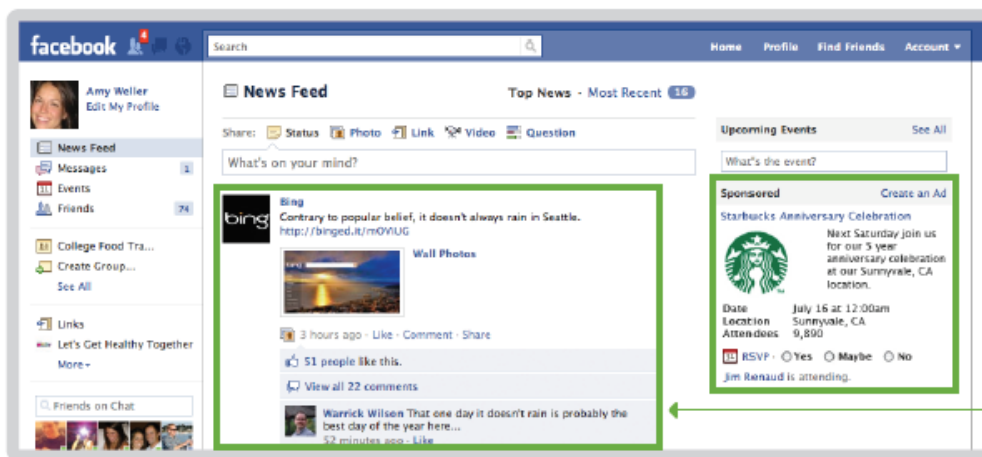 facebook 4
Search
Home Profile Find Friends Account
Amy Weller
Edit My Profile
News Feed
Messages 1
31 Events
Friends 74
College Food Tra...
Create Group...
See All
Links
Let's Get Healthy Together
More
Friends on Chat
News Feed
Top News · Most Recent 16
Share: Status Photo Link Video Question
What's on your mind?
bing
Bing
Contrary to popular belief, it doesn't always rain in Seattle.
Wall Photos
3 hours ago · Like · Comment · Share
51 people like this.
View all 22 comments
Warrick Wilson That one day it doesn't rain is probably the
best day of the year here...
52 minutes ago · Like
Upcoming Events See All
What's the event?
Sponsored Create an Ad
Starbucks Anniversary Celebration
Next Saturday join us
for our 5 year
anniversary celebration
at our Sunnyvale, CA
location.
Date July 16 at 12:00am
Location Sunnyvale, CA
Attendees 9,890
31 RSVP · Yes Maybe No
Jim Renaud is attending.